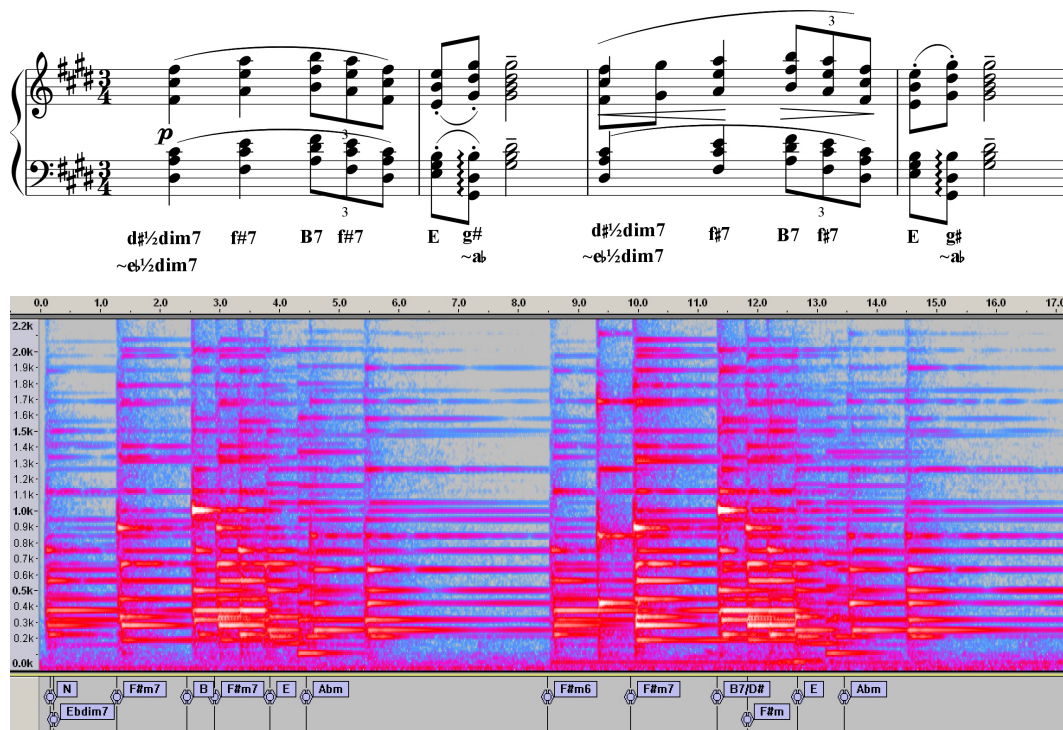 3
3 4
p
3
3 4
3
3
3
d♯½dim7 f#7 B7 f#7 E g# d♯½dim7 f♯7 B7 f♯7 E g♯
~e♭½dim7 ~a♭ ~e♭½dim7 ~a♭
0.0 1.0 2.0 3.0 4.0 5.0 6.0 7.0 8.0 9.0 10.0 11.0 12.0 13.0 14.0 15.0 16.0 17.0
2.2k
2.0k
1.9k
1.8k
1.7k
1.6k
1.5k
1.4k
1.3k
1.2k
1.1k
1.0k
0.9k
0.8k
0.7k
0.6k
0.5k
0.4k
0.3k
0.2k
0.0k
N F#m7 B F#m7 E Abm F#m6 F#m7 B7/D# E Abm
Ebdim7 F#m